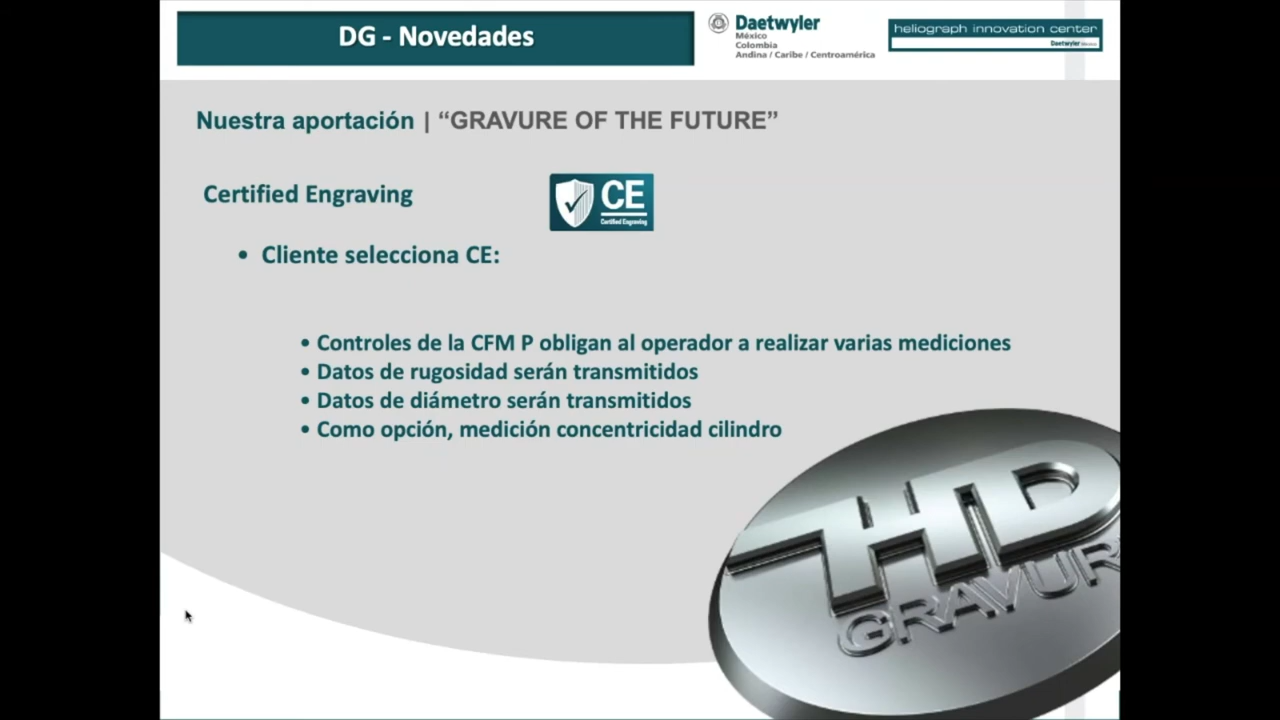 DG - Novedades
Daetwyler
México
Colombia
Andina / Caribe / Centroamérica
heliograph innovation center
Daetwyler
Nuestra aportación | “GRAVURE OF THE FUTURE”
Certified Engraving
CE
Certified Engraving
• Cliente selecciona CE:
• Controles de la CFM P obligan al operador a realizar varias mediciones
• Datos de rugosidad serán transmitidos
• Datos de diámetro serán transmitidos
• Como opción, medición concentricidad cilindro
HD
GRAVUR